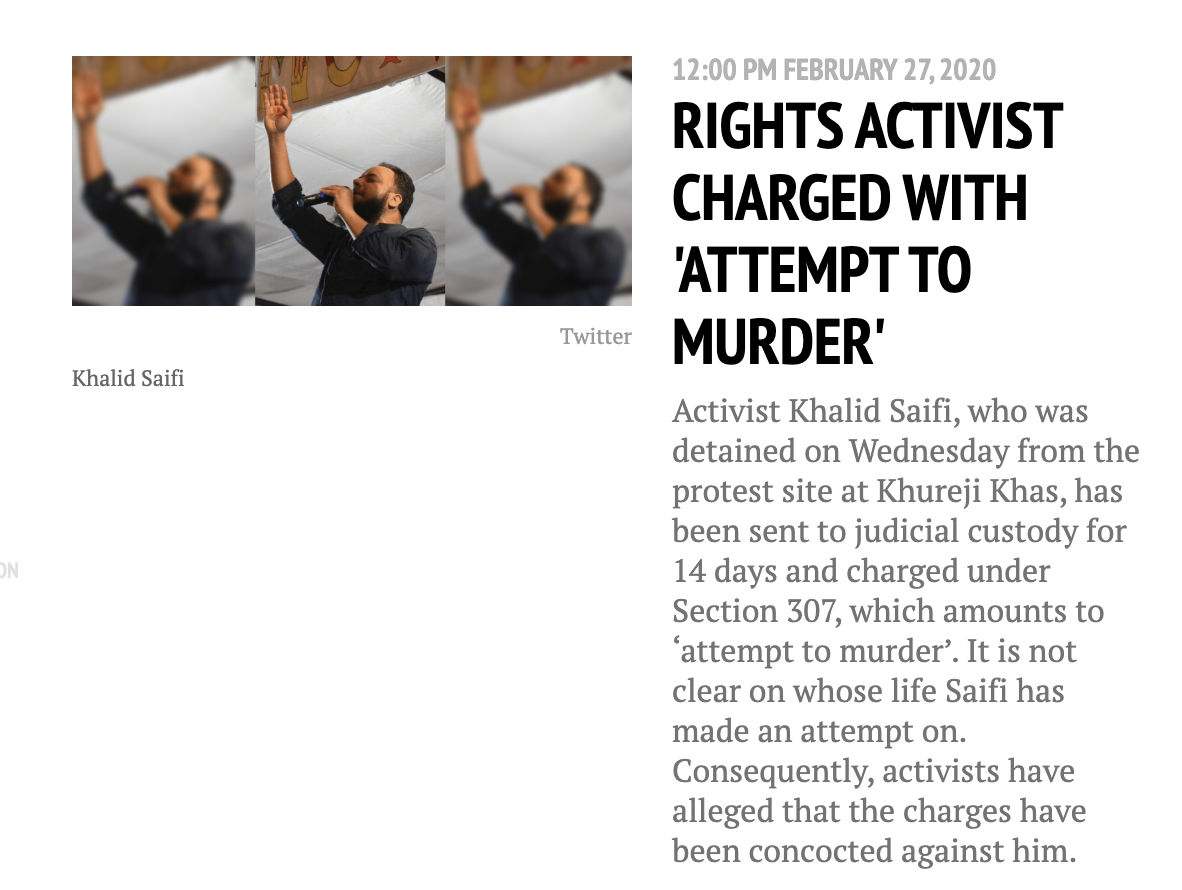 12:00 PM FEBRUARY 27, 2020
RIGHTS ACTIVIST
CHARGED WITH
'ATTEMPT TO
MURDER'
Twitter
Khalid Saifi
Activist Khalid Saifi, who was
detained on Wednesday from the
protest site at Khureji Khas, has
been sent to judicial custody for
14 days and charged under
Section 307, which amounts to
‘attempt to murder’. It is not
clear on whose life Saifi has
made an attempt on.
Consequently, activists have
alleged that the charges have
been concocted against him.
ON